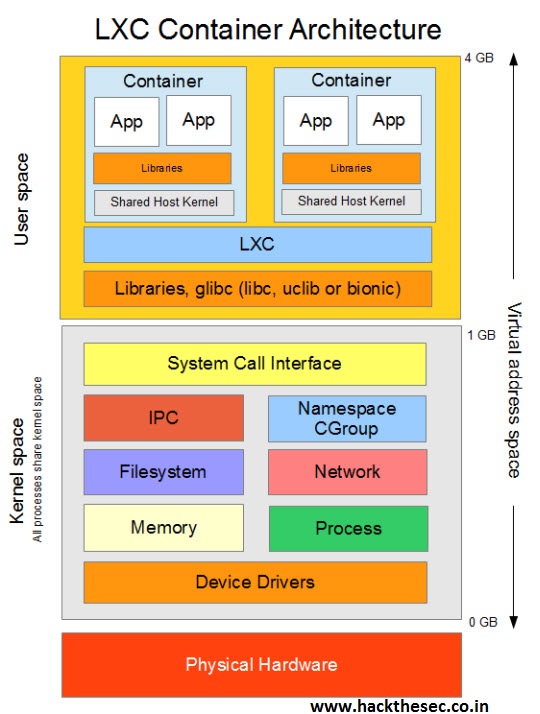 LXC Container Architecture
4 GB
Container
App
App
Libraries
Shared Host Kernel
Container
App
App
Libraries
Shared Host Kernel
LXC
Libraries, glibc (libc, uclib or bionic)
User space
1 GB
System Call Interface
IPC
Namespace
CGroup
Filesystem
Network
Memory
Process
Device Drivers
Kernel space
All processes share kernel space
Virtual address space
0 GB
Physical Hardware
www.hackthesec.co.in